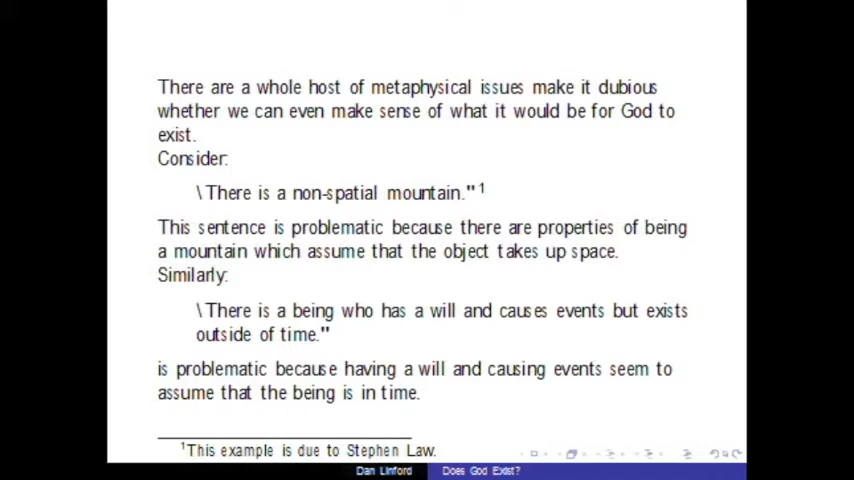 There are a whole host of metaphysical issues make it dubious
whether we can even make sense of what it would be for God to
exist.
Consider:
\There is a non-spatial mountain."1
This sentence is problematic because there are properties of being
a mountain which assume that the object takes up space.
Similarly:
\There is a being who has a will and causes events but exists
outside of time."
is problematic because having a will and causing events seem to
assume that the being is in time.
1This example is due to Stephen Law.
Dan Linford Does God Exist?